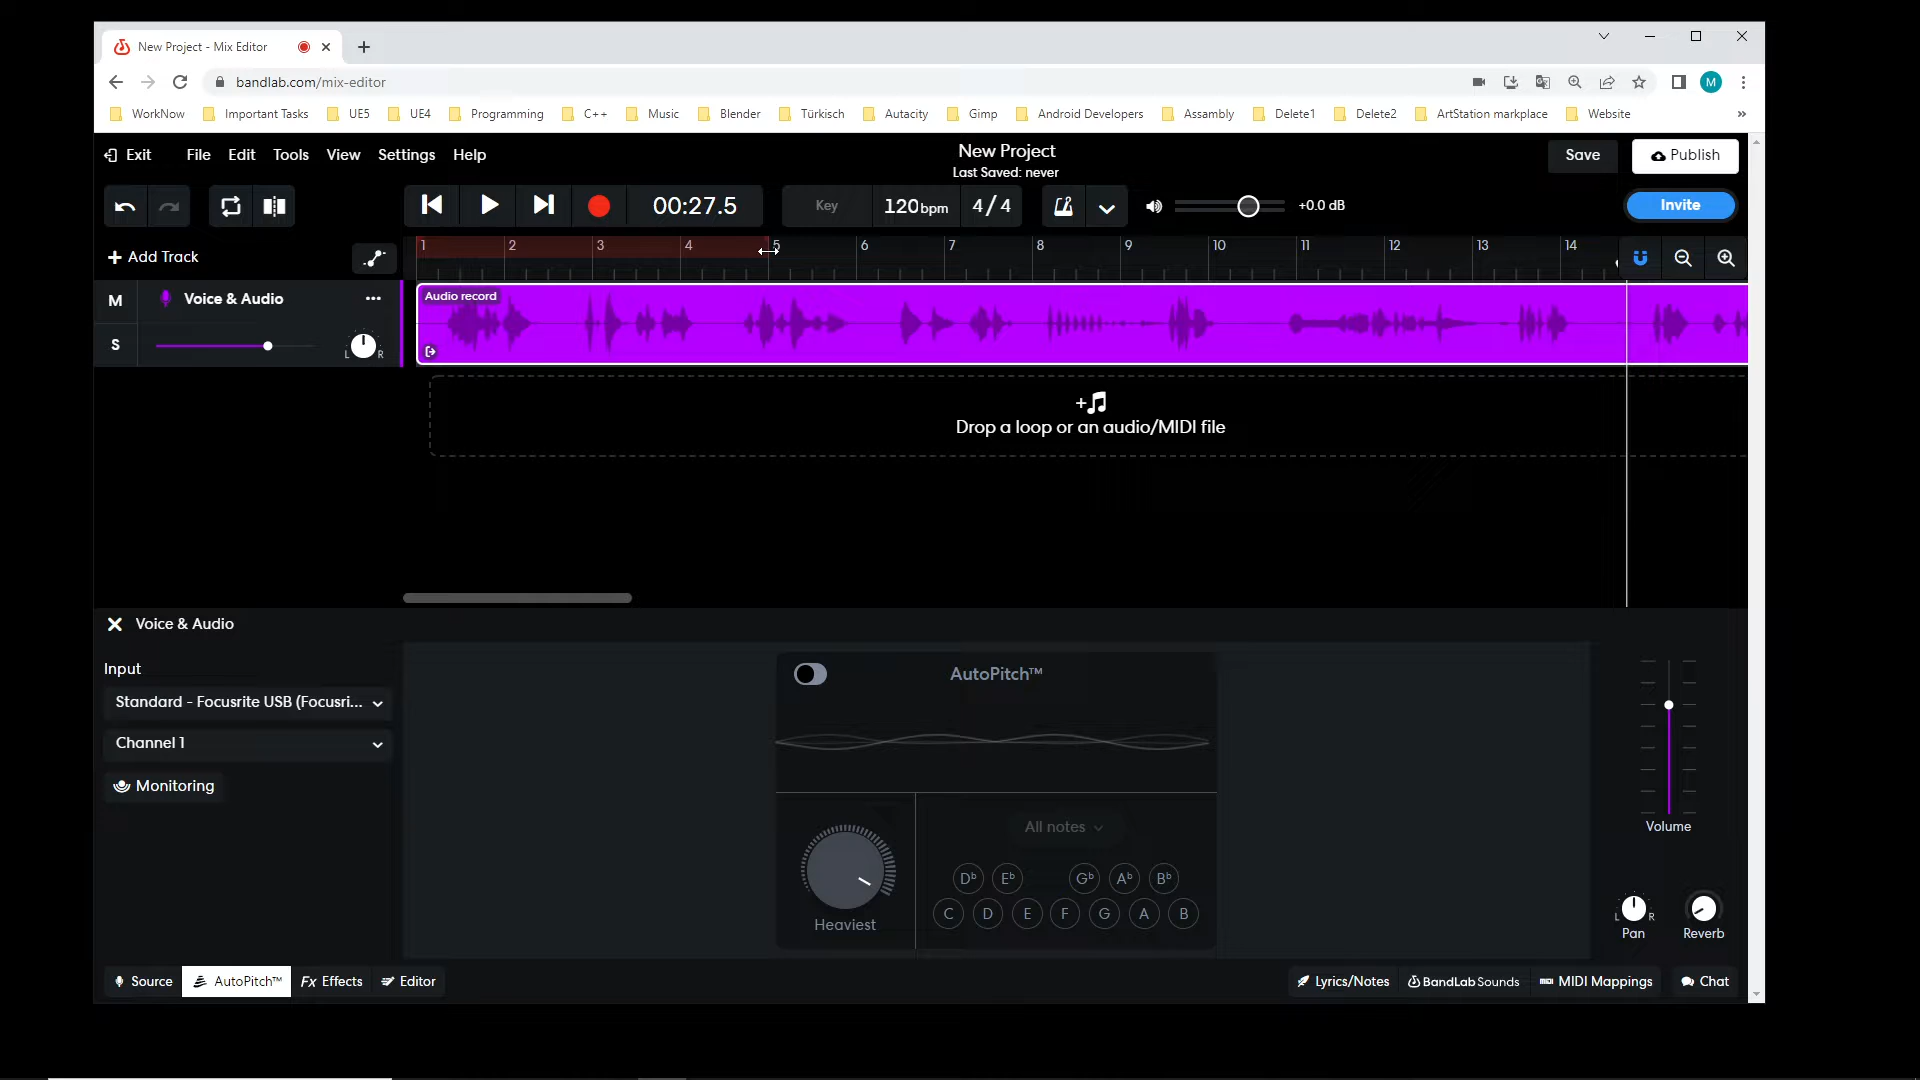 New Project - Mix Editor
bandlab.com/mix-editor
M
WorkNow Important Tasks UE5 UE4 Programming C++ Music Blender Türkisch Autacity Gimp Android Developers Assambly Delete1 Delete2 ArtStation markplace Website »
Exit File Edit Tools View Settings Help
New Project
Last Saved: never
Save Publish
00:27.5 Key 120bpm 4/4 +0.0 dB Invite
+ Add Track
1 2 3 4 5 6 7 8 9 10 11 12 13 14
M Voice & Audio
S L R
Audio record
Drop a loop or an audio/MIDI file
Voice & Audio
Input
Standard - Focusrite USB (Focusri...
Channel 1
Monitoring
AutoPitch™
All notes
Heaviest
D♭ E♭ G♭ A♭ B♭
C D E F G A B
Volume
L R
Pan Reverb
Source AutoPitch™ Fx Effects Editor
Lyrics/Notes BandLab Sounds MIDI MIDI Mappings Chat